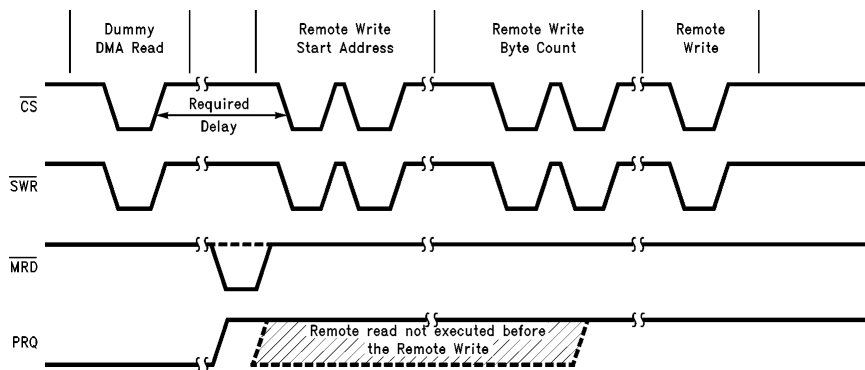 Dummy
DMA Read
Remote Write
Start Address
Remote Write
Byte Count
Remote
Write
CS
Required
Delay
SWR
MRD
PRQ
Remote read not executed before
the Remote Write